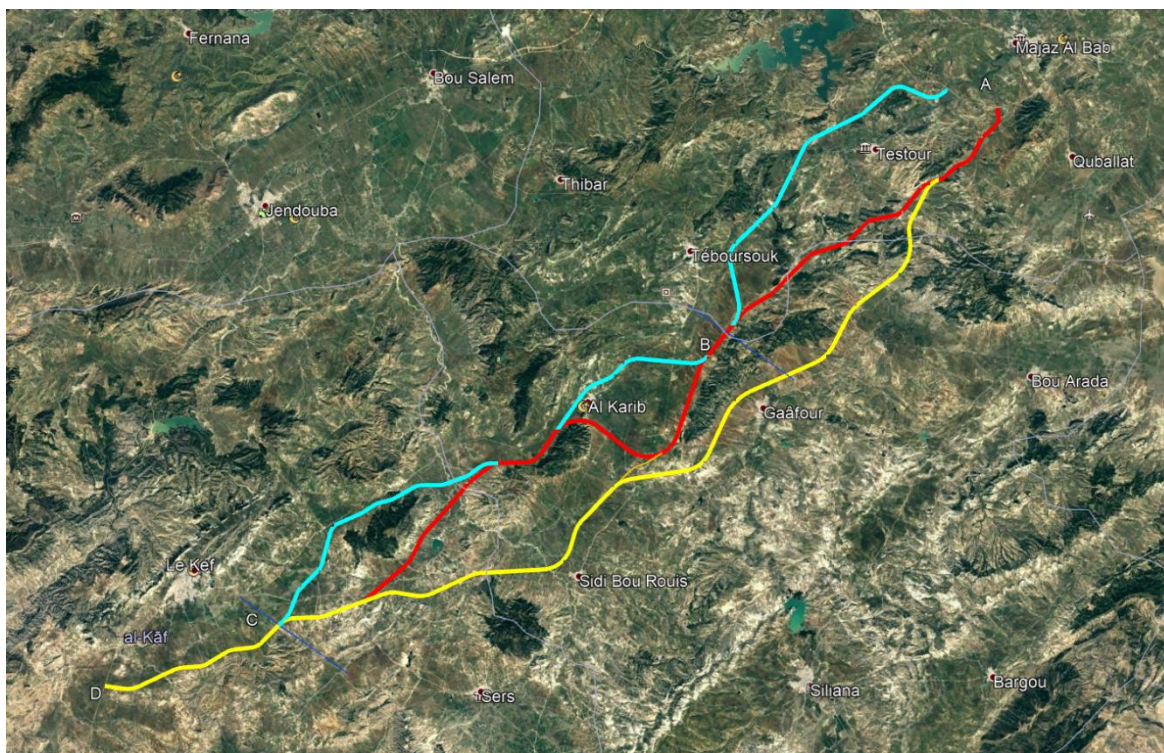 Fernana
Majaz Al Bab
Bou Salem
A
Testour
Quballat
Thibar
Jendouba
Téboursouk
B
Bou Arada
Al Karib
Gaâfour
Le Kef
Sidi Bou Rouis
C
al-Kāf
D
Sers
Siliana
Bargou